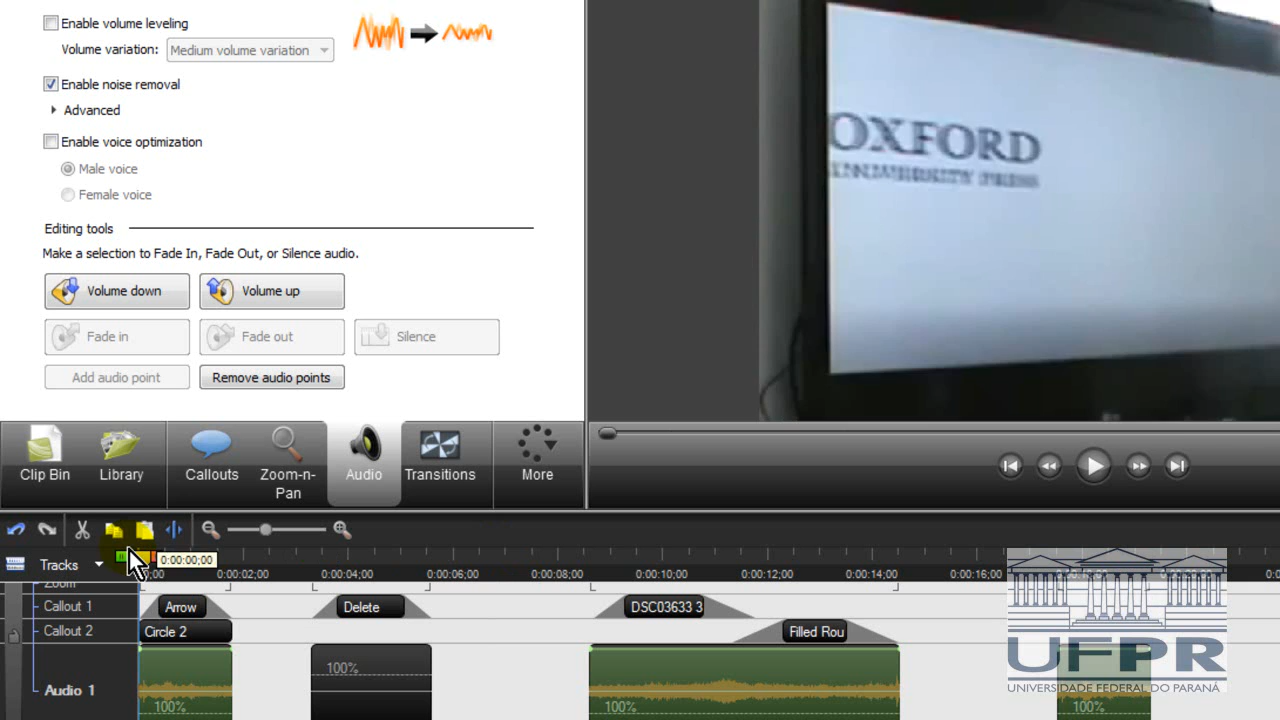 Enable volume leveling
Volume variation: Medium volume variation
Enable noise removal
Advanced
Enable voice optimization
Male voice
Female voice
Editing tools
Make a selection to Fade In, Fade Out, or Silence audio.
Volume down Volume up
Fade in Fade out Silence
Add audio point Remove audio points
OXFORD
UNIVERSITY PRESS
Clip Bin Library Callouts Zoom-n-Pan Audio Transitions More
0:00:00;00
Tracks ;00 0:00:02;00 0:00:04;00 0:00:06;00 0:00:08;00 0:00:10;00 0:00:12;00 0:00:14;00 0:00:16;00
Zoom
Callout 1 Arrow Delete DSC03633 3
Callout 2 Circle 2 Filled Rou
100%
Audio 1
100% 100% 100%
UFPR
UNIVERSIDADE FEDERAL DO PARANÁ